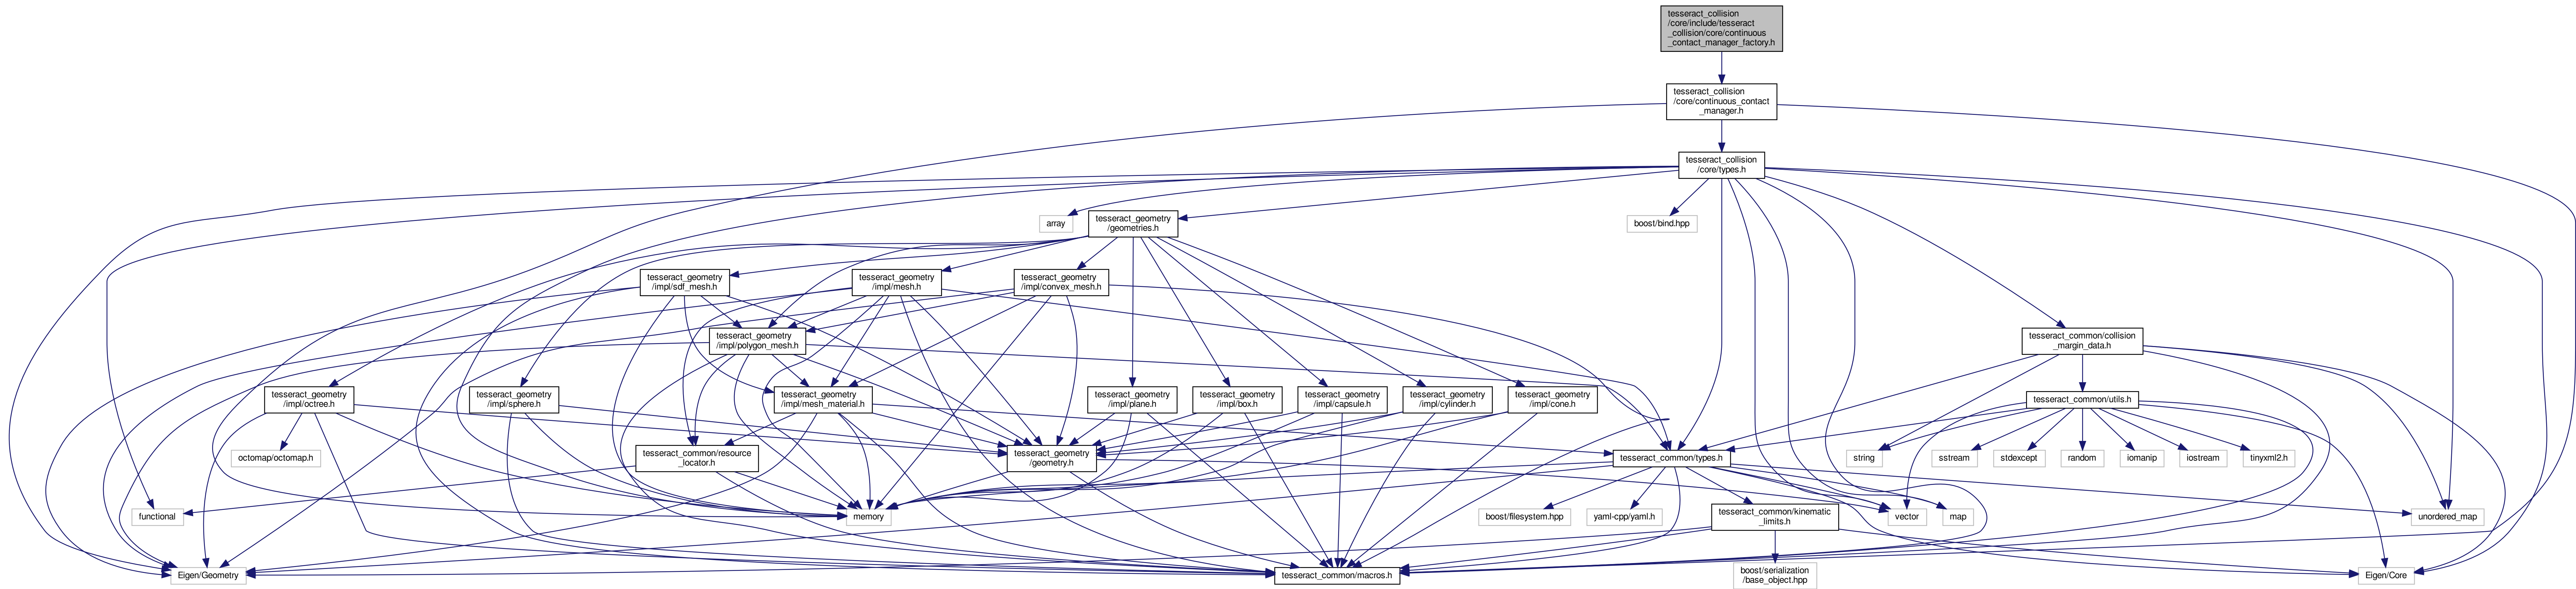 tesseract_collision
/core/include/tesseract
_collision/core/continuous
_contact_manager_factory.h
tesseract_collision
/core/continuous_contact
_manager.h
tesseract_collision
/core/types.h
array
tesseract_geometry
/geometries.h
boost/bind.hpp
tesseract_geometry
/impl/sdf_mesh.h
tesseract_geometry
/impl/mesh.h
tesseract_geometry
/impl/convex_mesh.h
tesseract_geometry
/impl/polygon_mesh.h
tesseract_common/collision
_margin_data.h
tesseract_geometry
/impl/octree.h
tesseract_geometry
/impl/sphere.h
tesseract_geometry
/impl/mesh_material.h
tesseract_geometry
/impl/plane.h
tesseract_geometry
/impl/box.h
tesseract_geometry
/impl/capsule.h
tesseract_geometry
/impl/cylinder.h
tesseract_geometry
/impl/cone.h
tesseract_common/utils.h
octomap/octomap.h
tesseract_common/resource
_locator.h
tesseract_geometry
/geometry.h
tesseract_common/types.h
string
sstream
stdexcept
random
iomanip
iostream
tinyxml2.h
functional
memory
boost/filesystem.hpp
yaml-cpp/yaml.h
tesseract_common/kinematic
_limits.h
vector
map
unordered_map
Eigen/Geometry
tesseract_common/macros.h
boost/serialization
/base_object.hpp
Eigen/Core